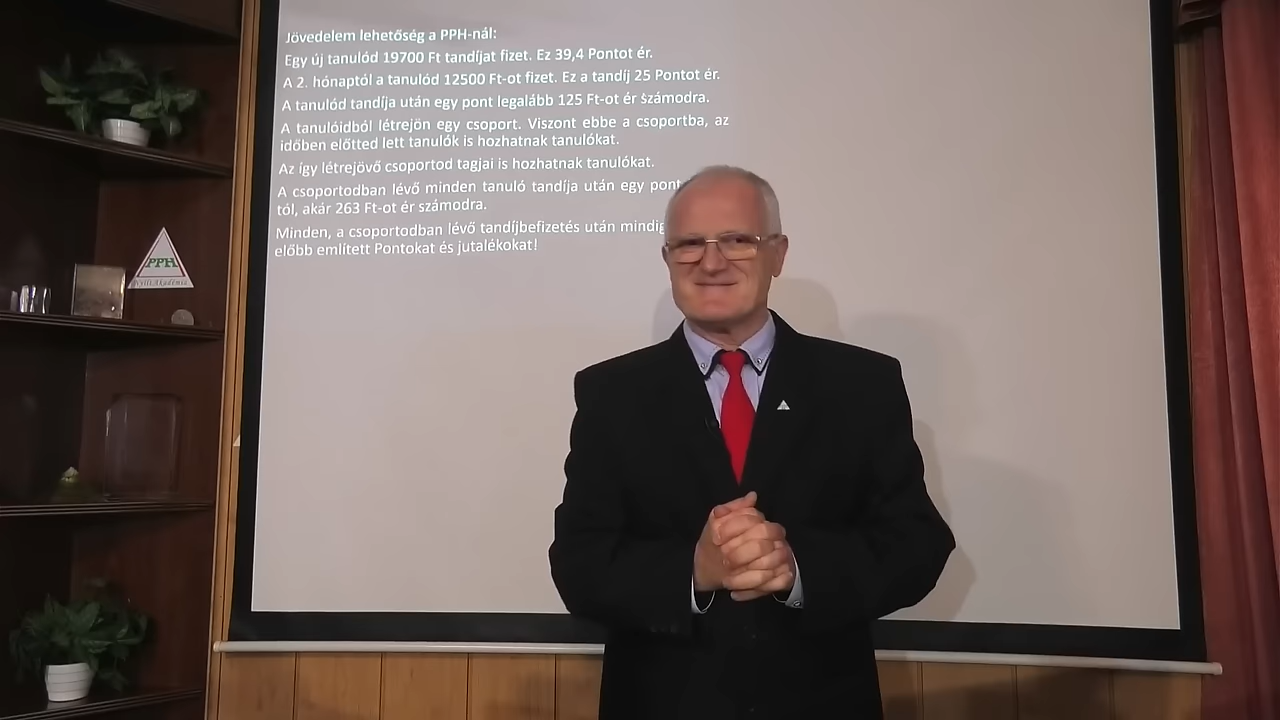 Jövedelem lehetőség a PPH-nál:
Egy új tanulód 19700 Ft tandíjat fizet. Ez 39,4 Pontot ér.
A 2. hónaptól a tanulód 12500 Ft-ot fizet. Ez a tandíj 25 Pontot ér.
A tanulód tandíja után egy pont legalább 125 Ft-ot ér számodra.
A tanulóidból létrejön egy csoport. Viszont ebbe a csoportba, az
időben előtted lett tanulók is hozhatnak tanulókat.
Az így létrejövő csoportod tagjai is hozhatnak tanulókat.
A csoportodban lévő minden tanuló tandíja után egy pont
tól, akár 263 Ft-ot ér számodra.
Minden, a csoportodban lévő tandíjbefizetés után mindig
előbb említett Pontokat és jutalékokat!
PPH
Nyílt Akadémia